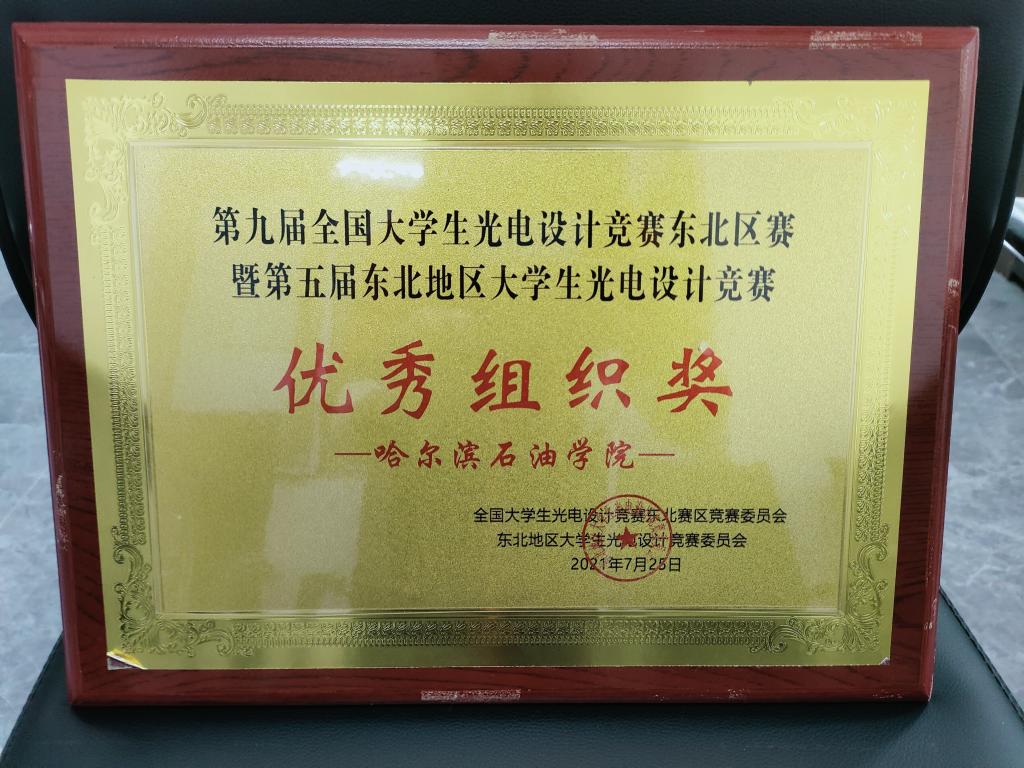 第九届全国大学生光电设计竞赛东北区赛
暨第五届东北地区大学生光电设计竞赛
优秀组织奖
—哈尔滨石油学院—
全国大学生光电设计竞赛东北赛区竞赛委员会
东北地区大学生光电设计竞赛委员会
2021年7月25日